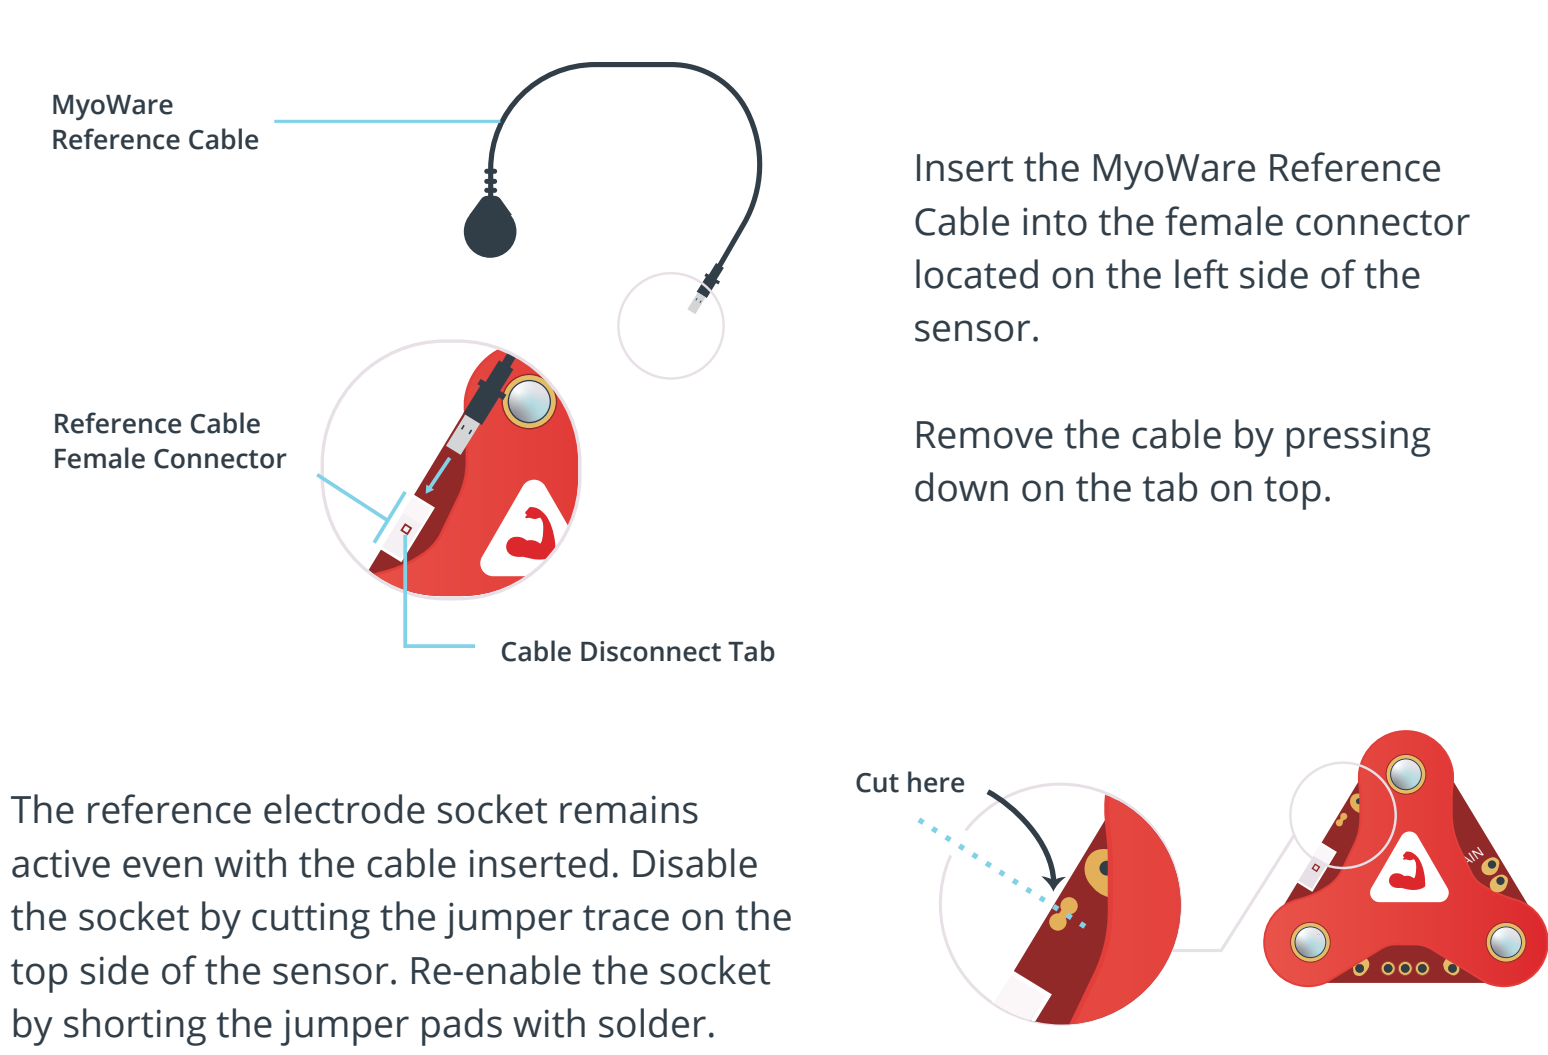 MyoWare
Reference Cable
Insert the MyoWare Reference
Cable into the female connector
located on the left side of the
sensor.
Remove the cable by pressing
down on the tab on top.
Reference Cable
Female Connector
Cable Disconnect Tab
The reference electrode socket remains
active even with the cable inserted. Disable
the socket by cutting the jumper trace on the
top side of the sensor. Re-enable the socket
by shorting the jumper pads with solder.
Cut here
AIN